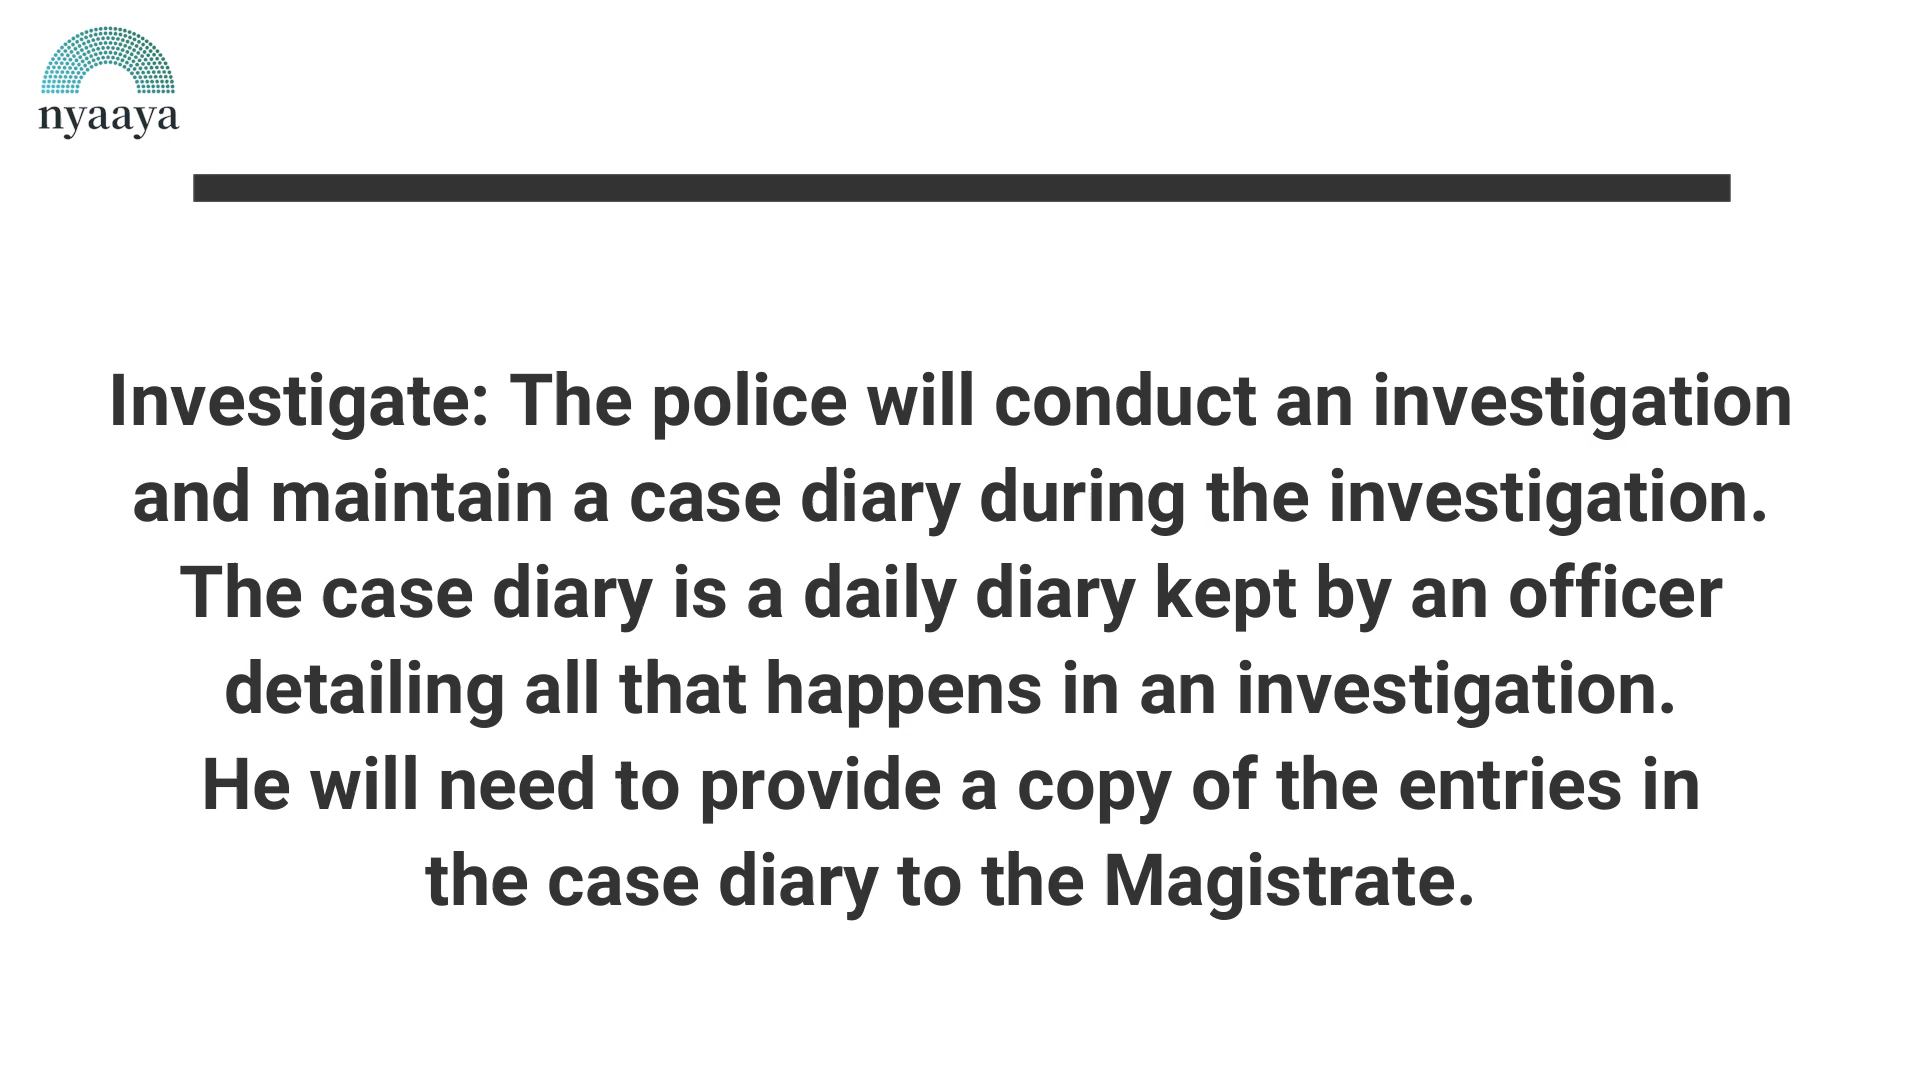 nyaaya
Investigate: The police will conduct an investigation
and maintain a case diary during the investigation.
The case diary is a daily diary kept by an officer
detailing all that happens in an investigation.
He will need to provide a copy of the entries in
the case diary to the Magistrate.